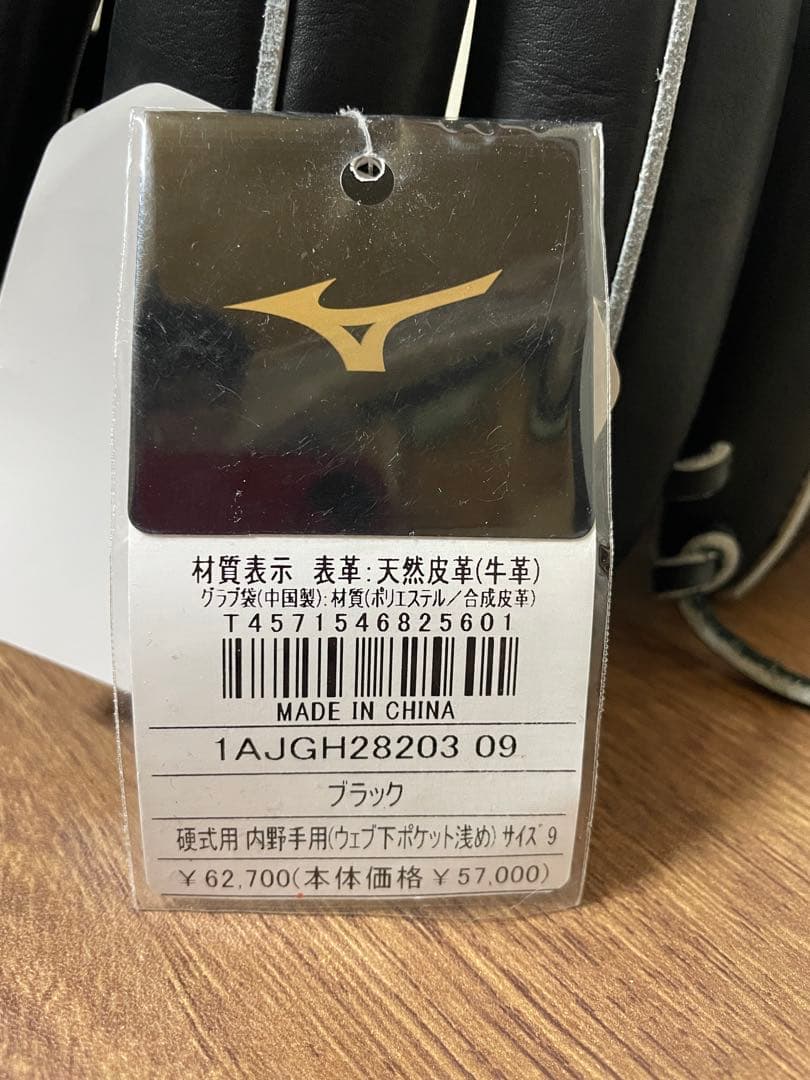 材質表示 表革:天然皮革(牛革)
グラブ袋(中国製):材質(ポリエステル/合成皮革)
T4571546825601
MADE IN CHINA
1AJGH28203 09
ブラック
硬式用 内野手用(ウェブ下ポケット浅め) サイズ 9
¥62,700(本体価格¥57,000)